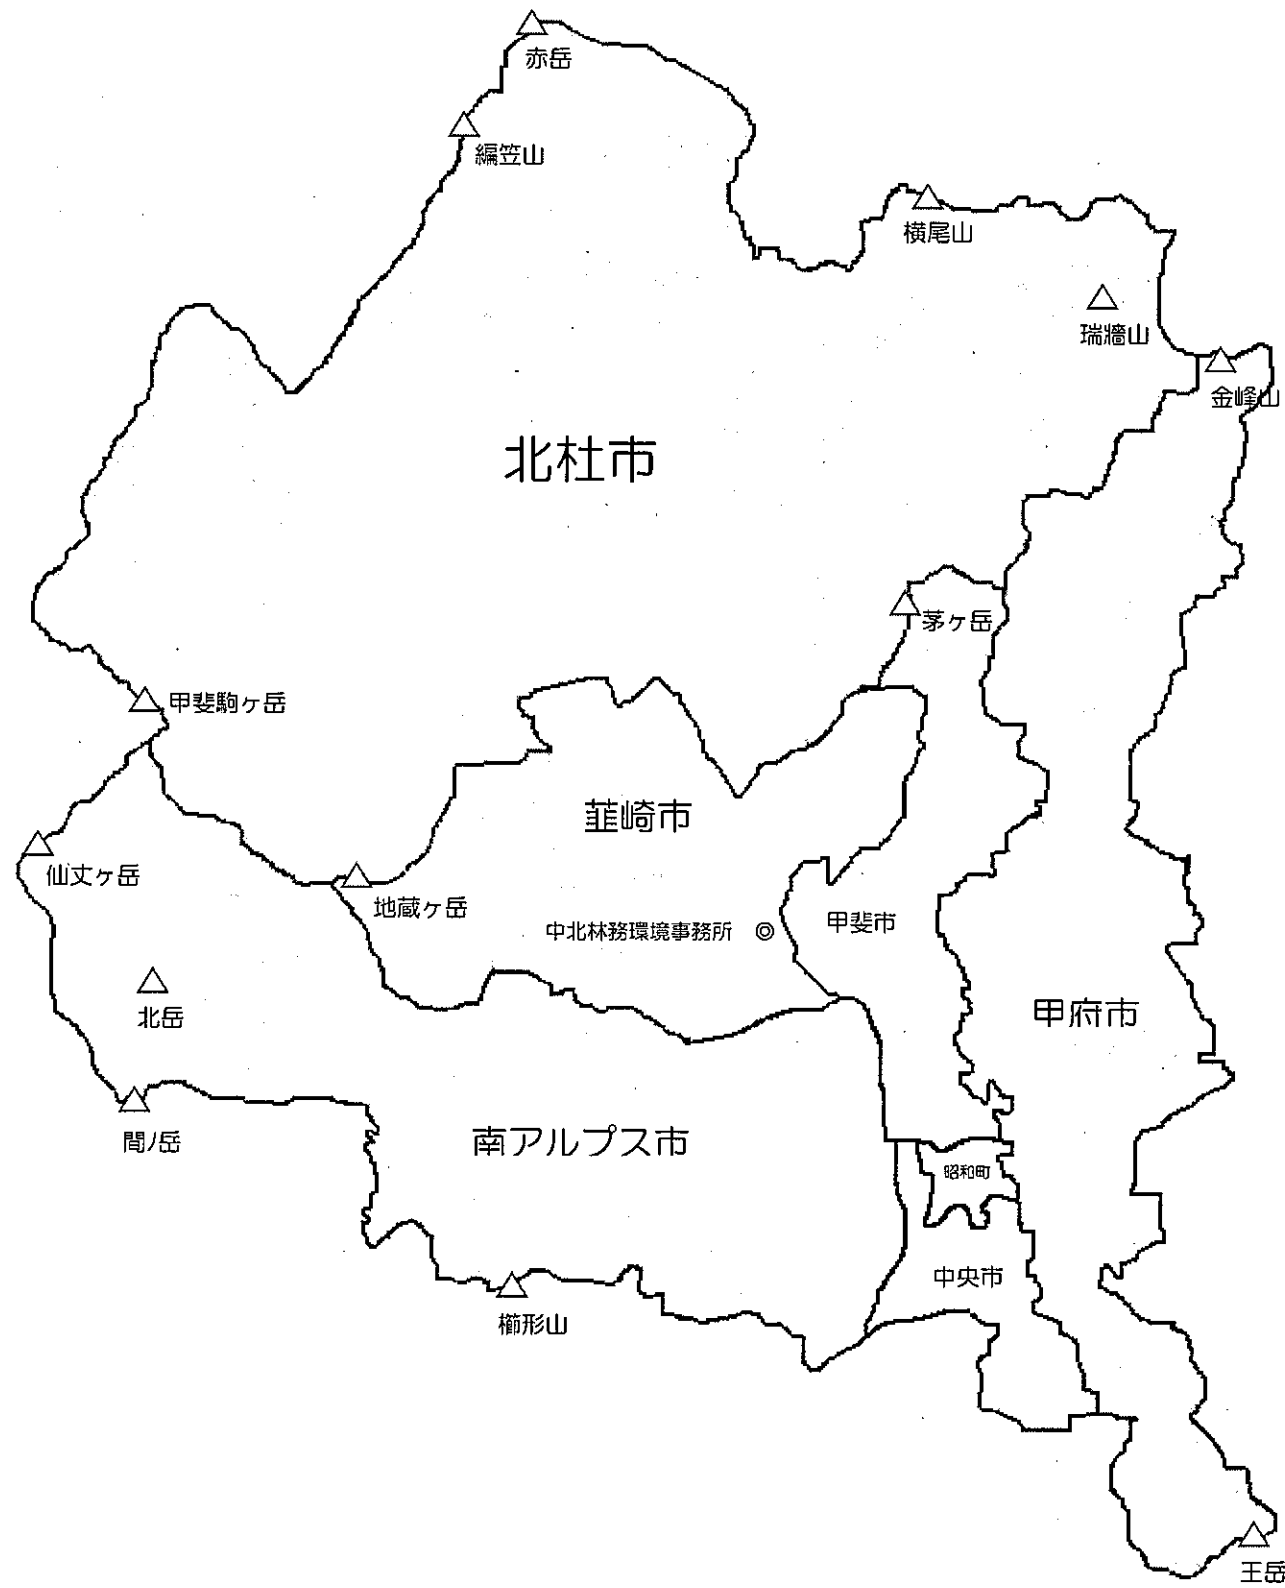 赤岳
編笠山
横尾山
瑞牆山
金峰山
北杜市
茅ヶ岳
甲斐駒ヶ岳
韮崎市
仙丈ヶ岳
地蔵ヶ岳
中北林務環境事務所
甲斐市
北岳
甲府市
間ノ岳
南アルプス市
昭和町
中央市
櫛形山
王岳